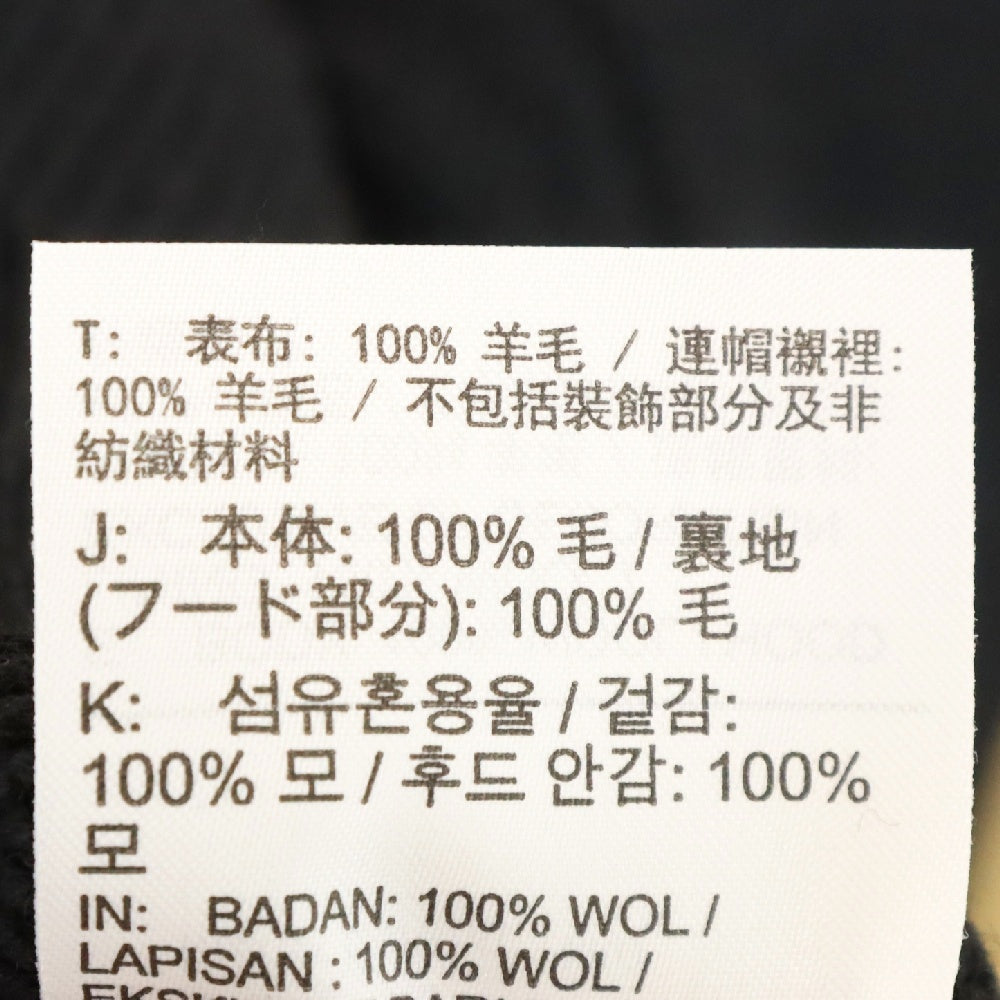 T: 表布: 100% 羊毛 / 連帽襯裡:
100% 羊毛 / 不包括裝飾部分及非
紡織材料
J: 本体: 100% 毛 / 裏地
(フード部分): 100% 毛
K: 섬유혼용율 / 겉감:
100% 모 / 후드 안감: 100%
모
IN: BADAN: 100% WOL /
LAPISAN : 100% WOL /